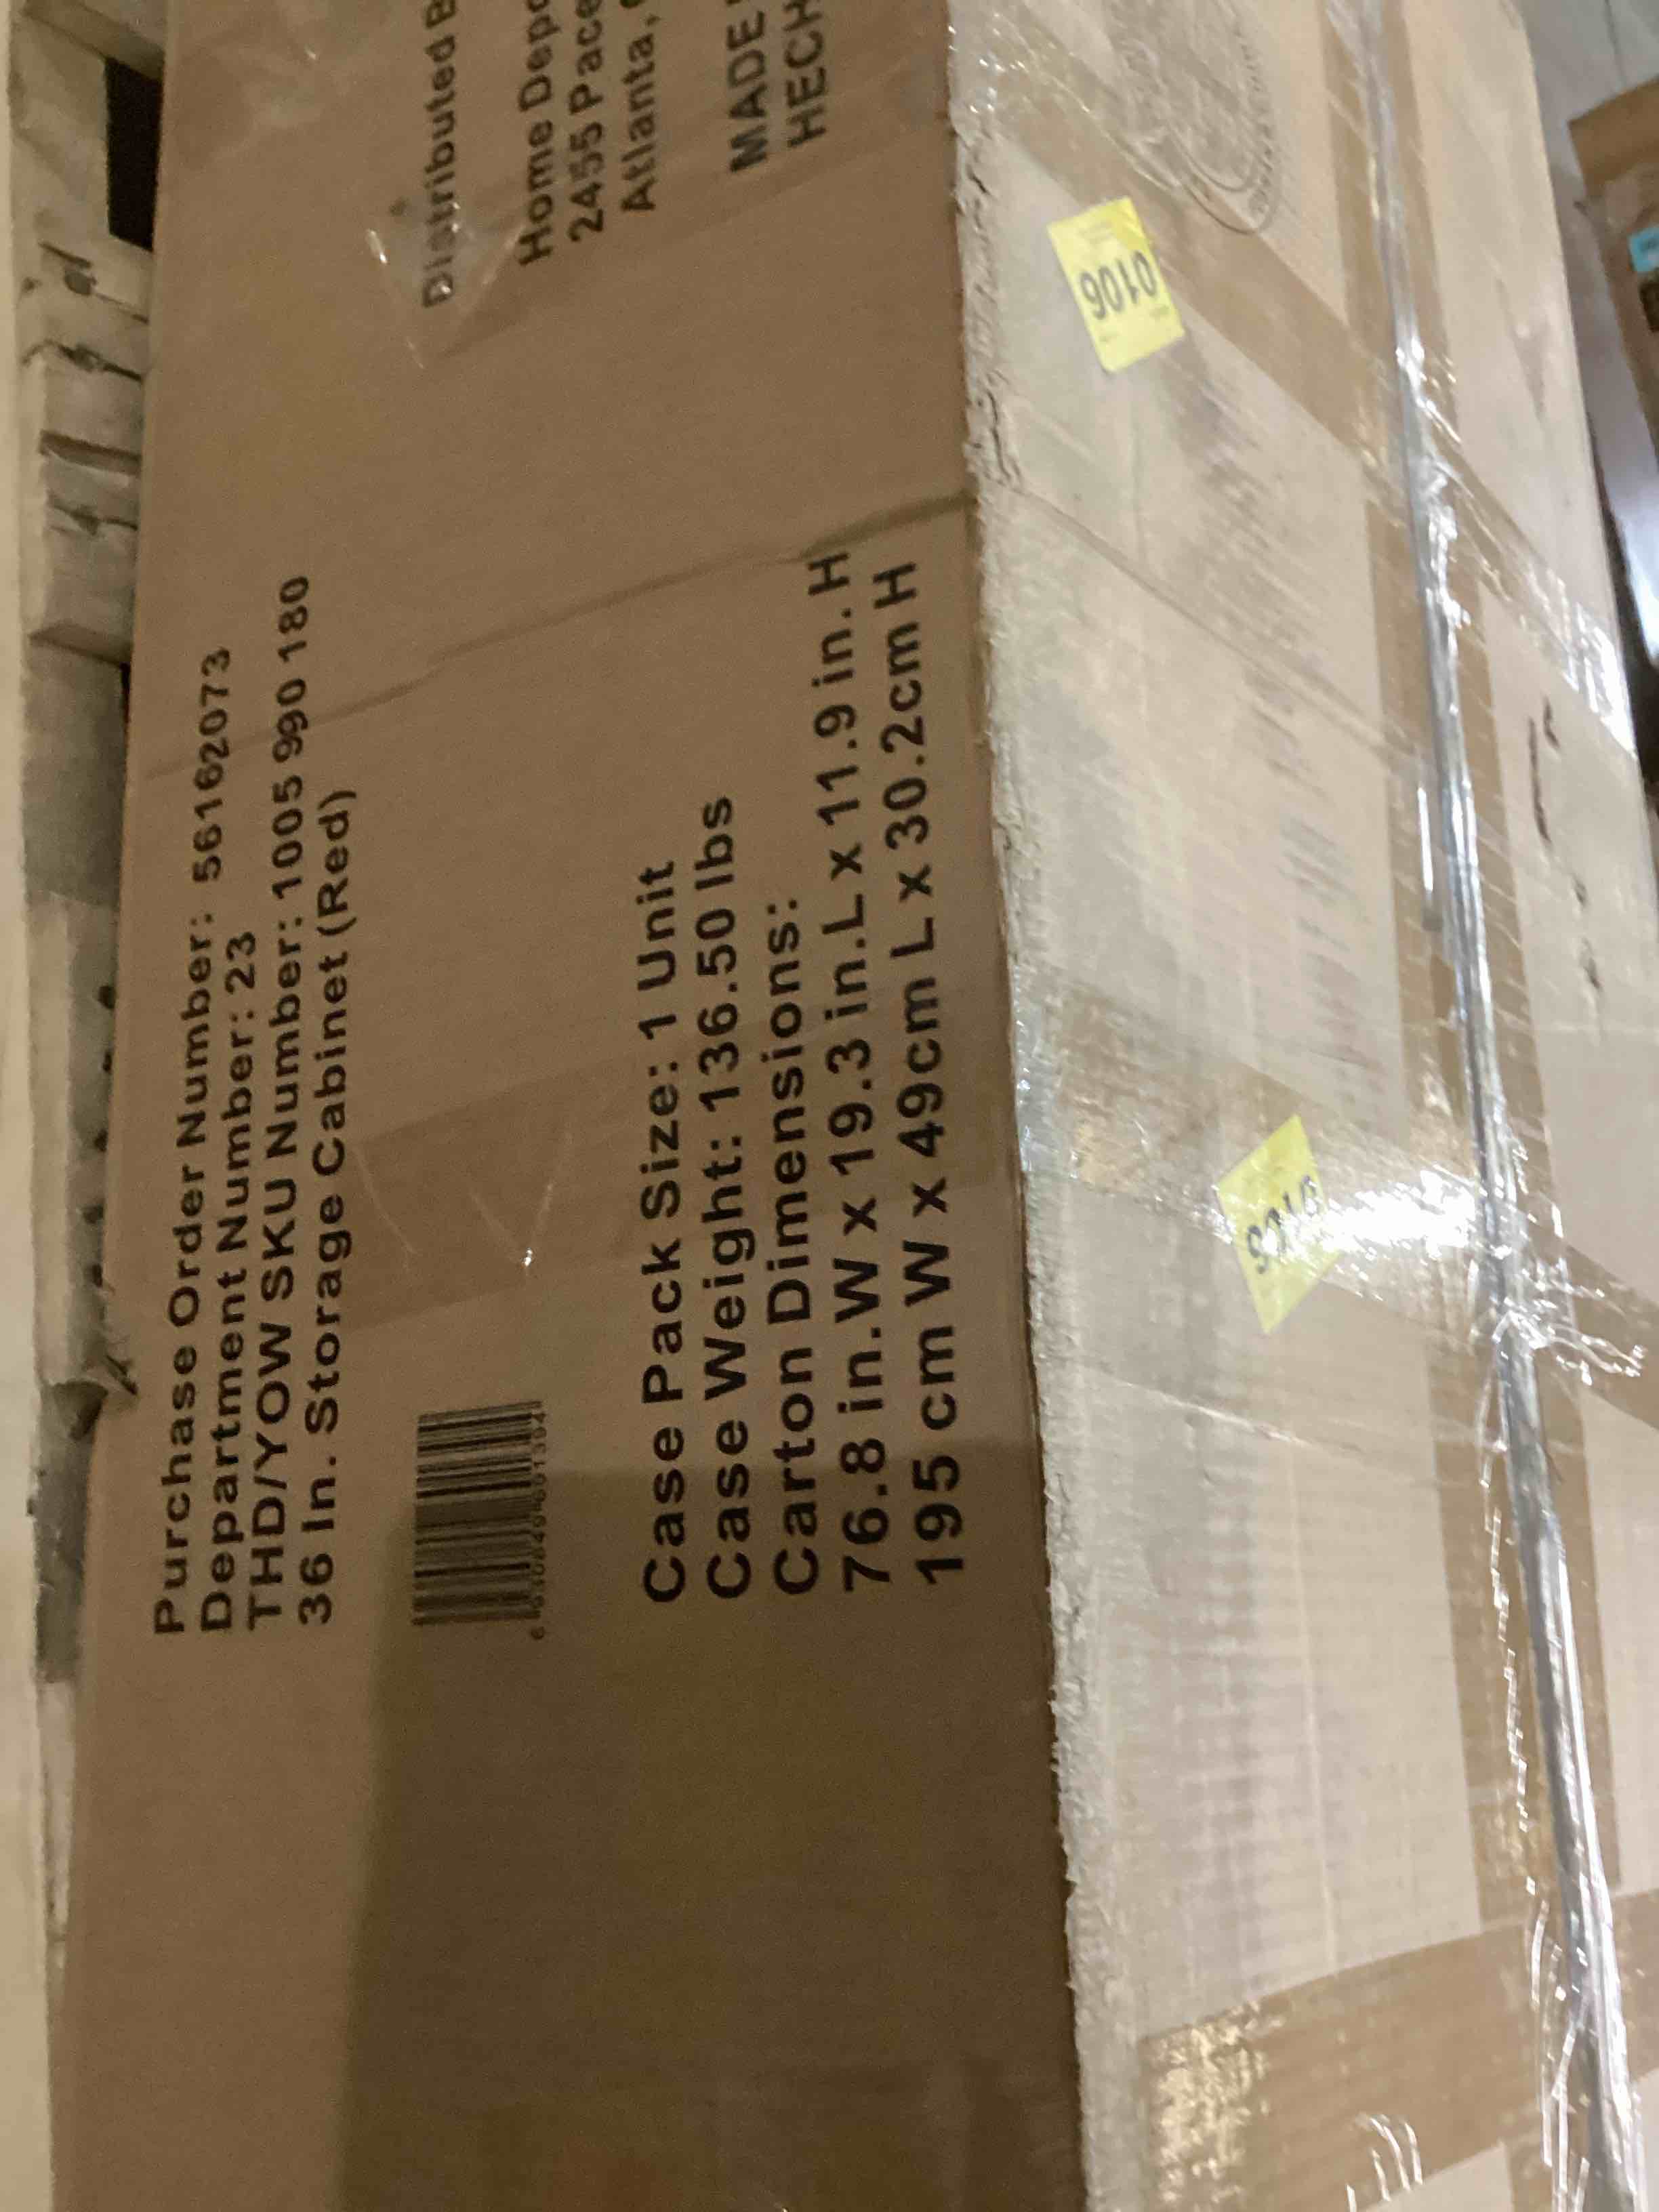 Purchase Order Number: 56162073
Department Number: 23
THD/YOW SKU Number: 1005 990 180
36 In. Storage Cabinet (Red)
Case Pack Size: 1 Unit
Case Weight: 136.50 lbs
Carton Dimensions:
76.8 in.W x 19.3 in.L x 11.9 in. H
195 cm W x 49cm L x 30.2cm H
Distributed B
Home Depo
2455 Pace
Atlanta,
MADE
HECH
0106